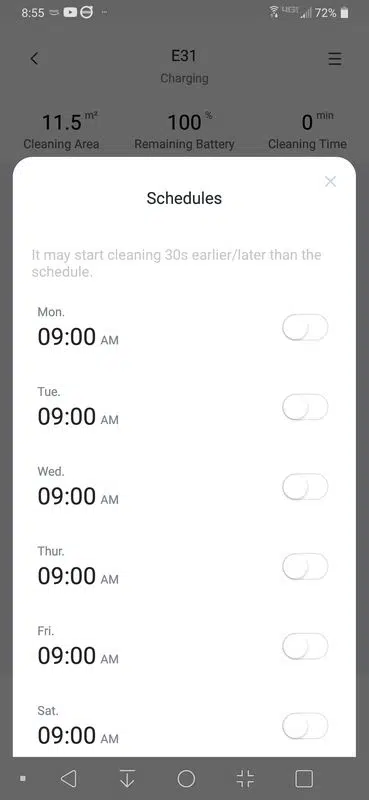 8:55
72%
E31
Charging
11.5 m²
100 %
0 min
Cleaning Area
Remaining Battery
Cleaning Time
Schedules
It may start cleaning 30s earlier/later than the
schedule.
Mon.
09:00 AM
Tue.
09:00 AM
Wed.
09:00 AM
Thur.
09:00 AM
Fri.
09:00 AM
Sat.
09:00 AM